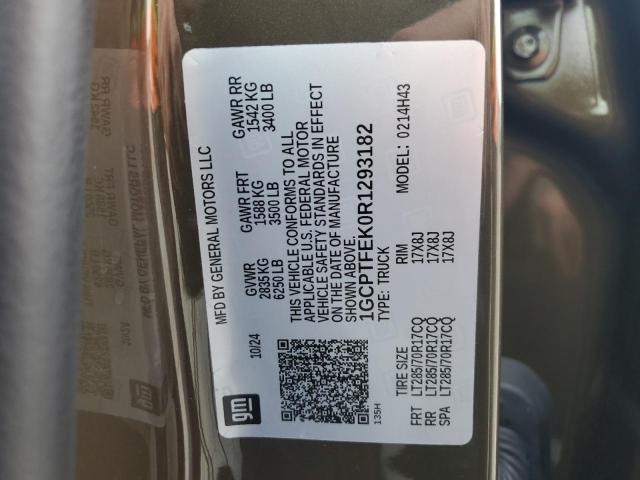 MFD BY GENERAL MOTORS LLC
10/24
GVWR GAWR FRT GAWR RR
2835KG 1588 KG 1542 KG
6250 LB 3500 LB 3400 LB
THIS VEHICLE CONFORMS TO ALL
APPLICABLE U.S. FEDERAL MOTOR
VEHICLE SAFETY STANDARDS IN EFFECT
ON THE DATE OF MANUFACTURE
SHOWN ABOVE.
1GCPTFEK0R1293182
TYPE: TRUCK MODEL: 0214H43
gm
135H
TIRE SIZE RIM
FRT LT285/70R17CQ 17X8J
RR LT285/70R17CQ 17X8J
SPA LT285/70R17CQ 17X8J